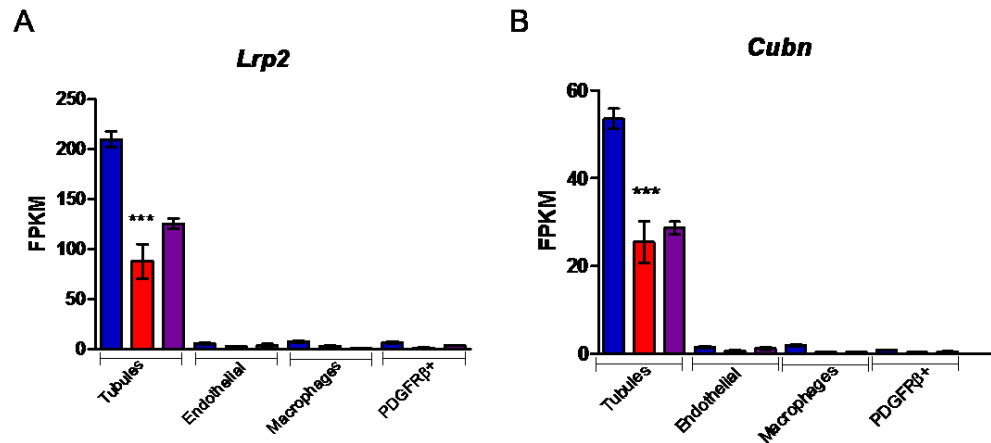 A
Lrp2
FPKM
250
200
150
100
50
0
***
Tubules
Endothelial
Macrophages
PDGFRβ+
B
Cubn
FPKM
60
40
20
0
***
Tubules
Endothelial
Macrophages
PDGFRβ+